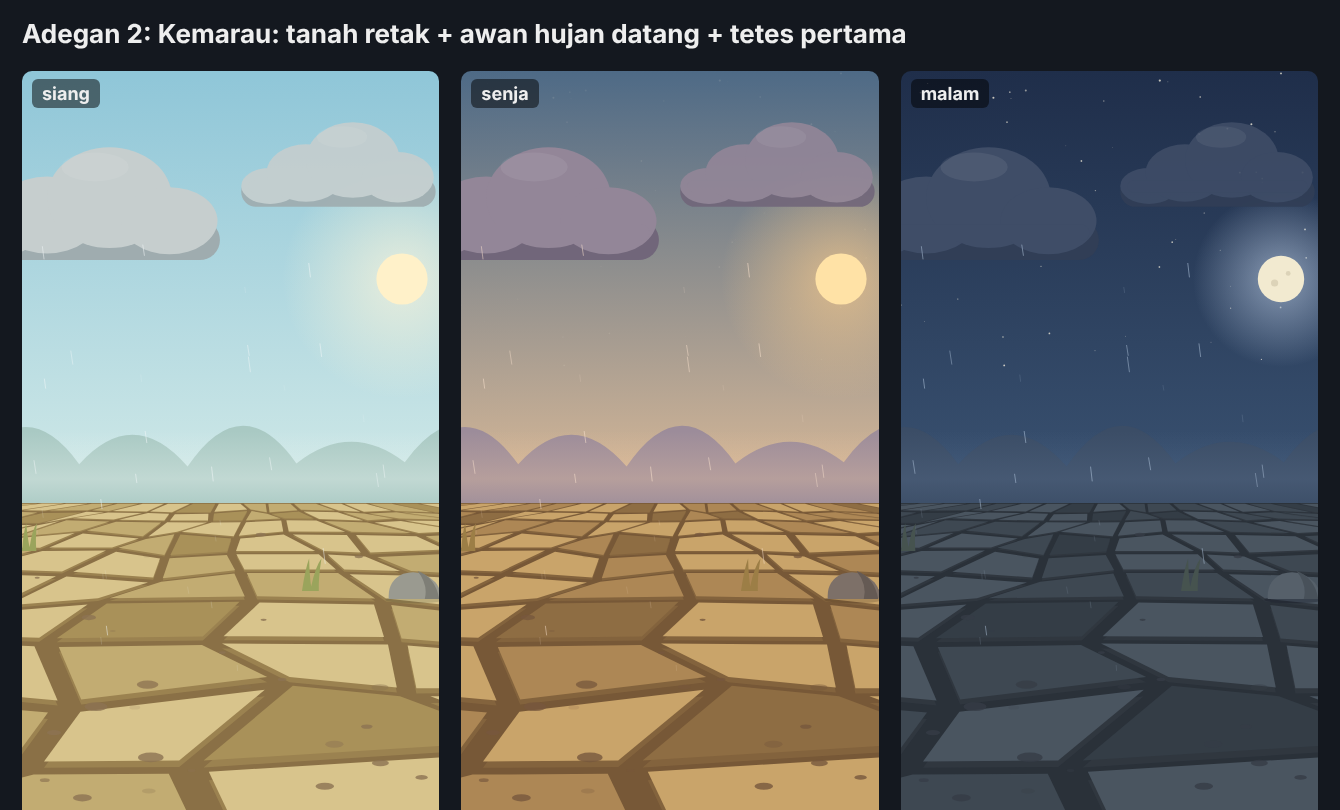 Adegan 2: Kemarau: tanah retak + awan hujan datang + tetes pertama
siang
senja
malam